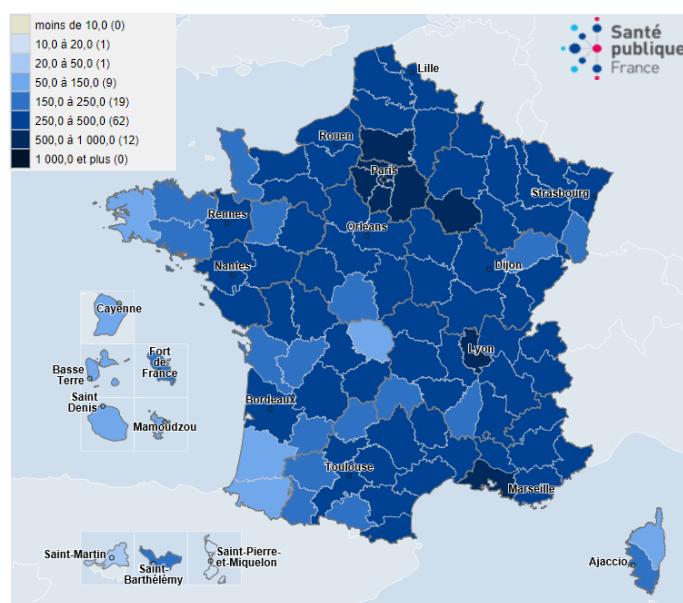 moins de 10,0 (0)
10,0 à 20,0 (1)
20,0 à 50,0 (1)
50,0 à 150,0 (9)
150,0 à 250,0 (19)
250,0 à 500,0 (62)
500,0 à 1 000,0 (12)
1 000,0 et plus (0)
Santé
publique
France
Lille
Rouen
Paris
Strasbourg
Rennes
Orléans
Nantes
Dijon
Cayenne
Lyon
Basse
Terre
Fort
de
France
Saint
Denis
Mamoudzou
Bordeaux
Toulouse
Marseille
Saint-Martin
Saint-
Barthélémy
Saint-Pierre-
et-Miquelon
Ajaccio